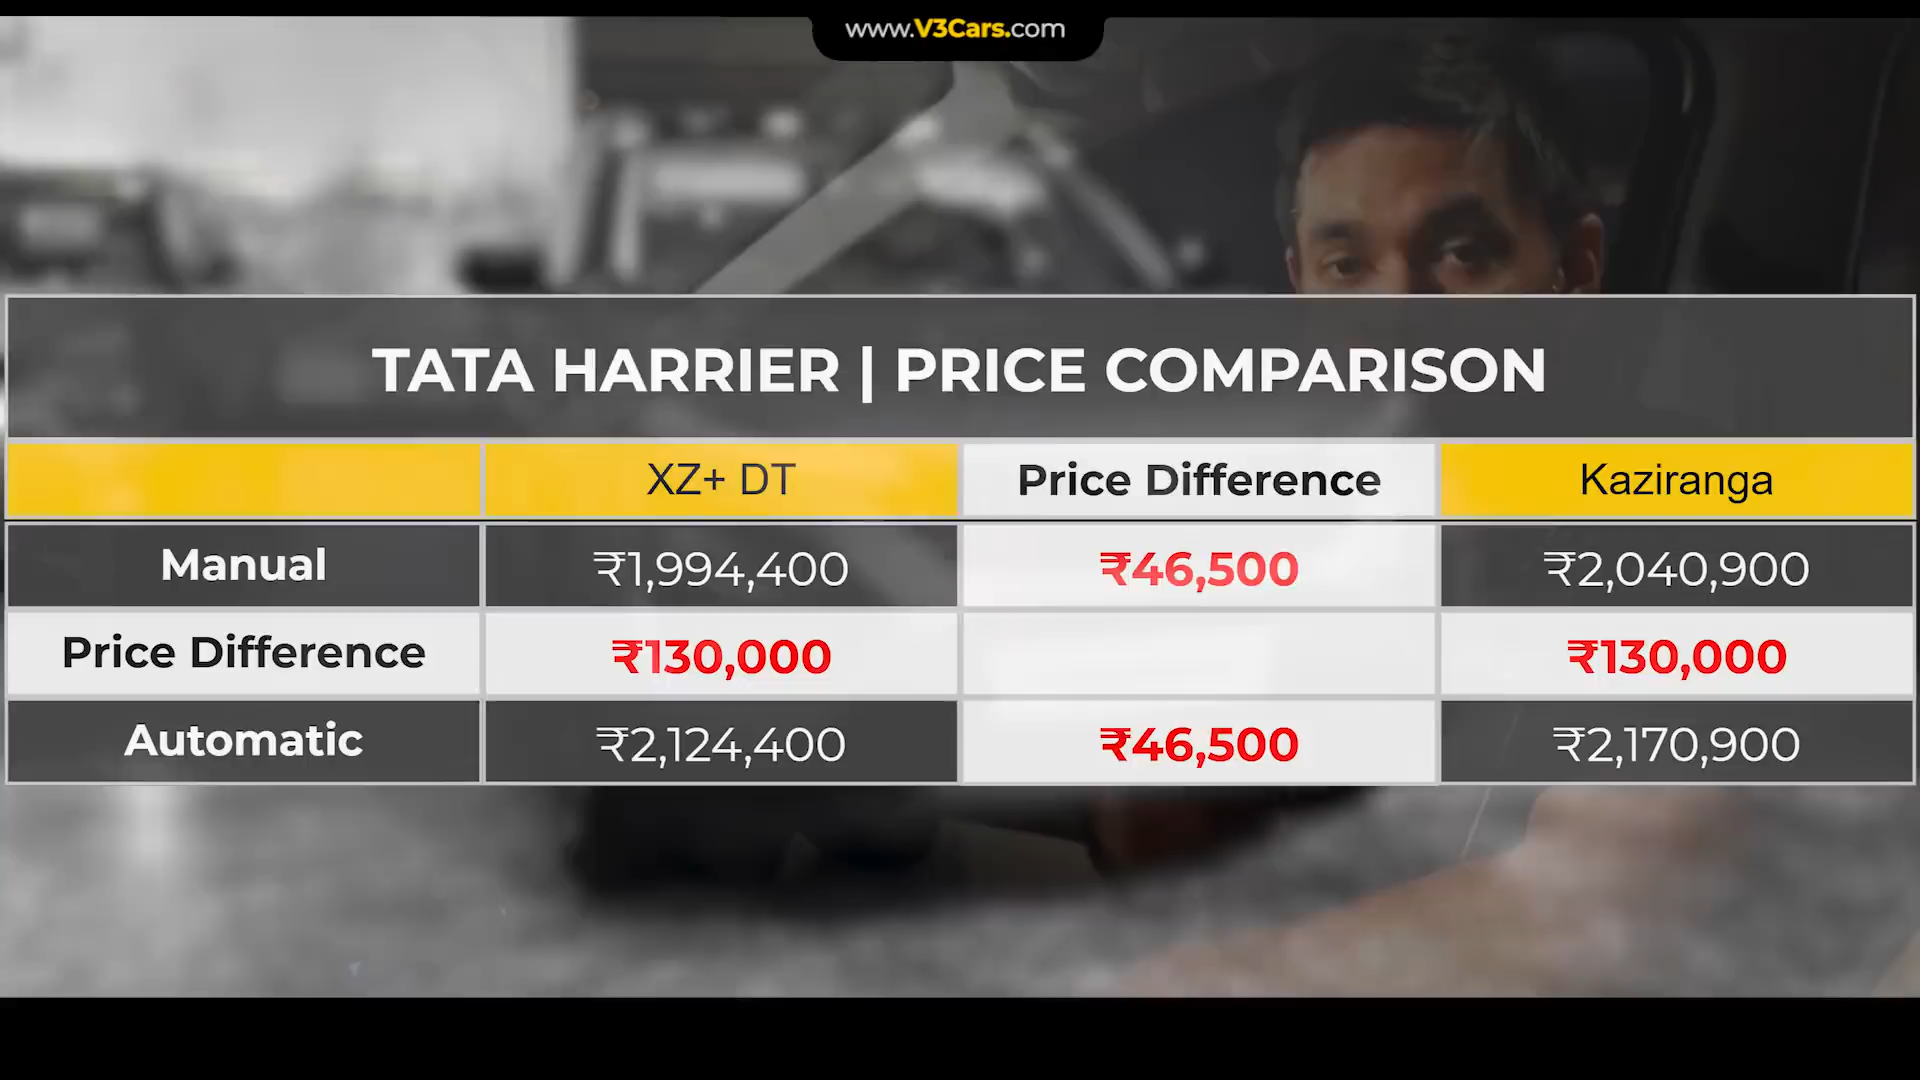 www.V3Cars.com
TATA HARRIER | PRICE COMPARISON
XZ+ DT Price Difference Kaziranga
Manual ₹1,994,400 ₹46,500 ₹2,040,900
Price Difference ₹130,000 ₹130,000
Automatic ₹2,124,400 ₹46,500 ₹2,170,900